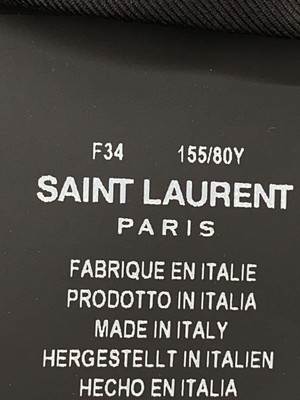 F34 155/80Y
SAINT LAURENT
PARIS
FABRIQUE EN ITALIE
PRODOTTO IN ITALIA
MADE IN ITALY
HERGESTELLT IN ITALIEN
HECHO EN ITALIA